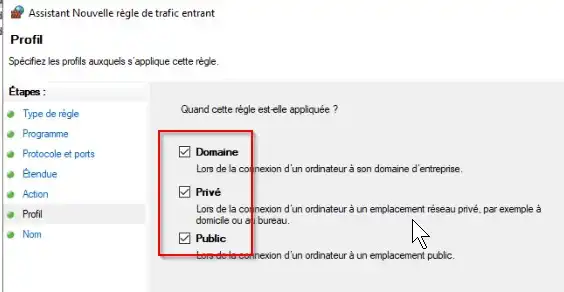 Assistant Nouvelle règle de trafic entrant
Profil
Spécifiez les profils auxquels s'applique cette règle.
Étapes :
Type de règle
Programme
Protocole et ports
Étendue
Action
Profil
Nom
Quand cette règle est-elle appliquée ?
Domaine
Lors de la connexion d'un ordinateur à son domaine d'entreprise.
Privé
Lors de la connexion d'un ordinateur à un emplacement réseau privé, par exemple à
domicile ou au bureau.
Public
Lors de la connexion d'un ordinateur à un emplacement public.